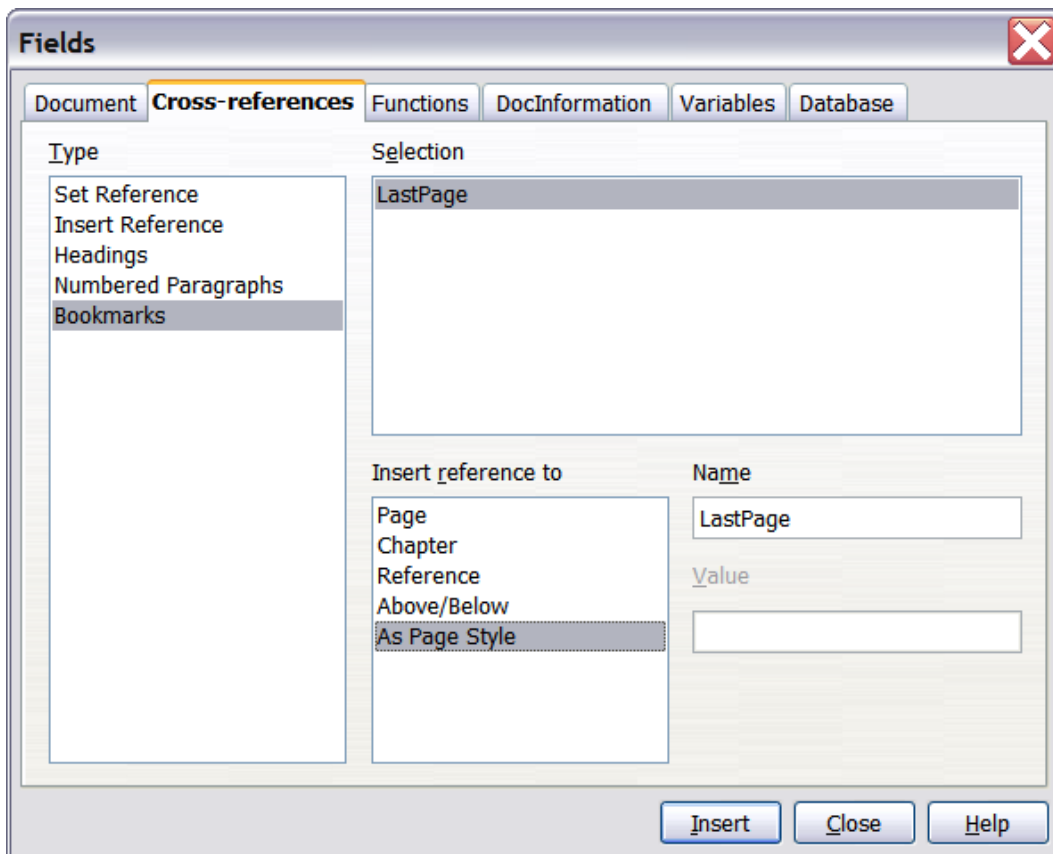 Fields
Document Cross-references Functions DocInformation Variables Database
Type
Set Reference
Insert Reference
Headings
Numbered Paragraphs
Bookmarks
Selection
LastPage
Insert reference to
Page
Chapter
Reference
Above/Below
As Page Style
Name
LastPage
Value
Insert Close Help